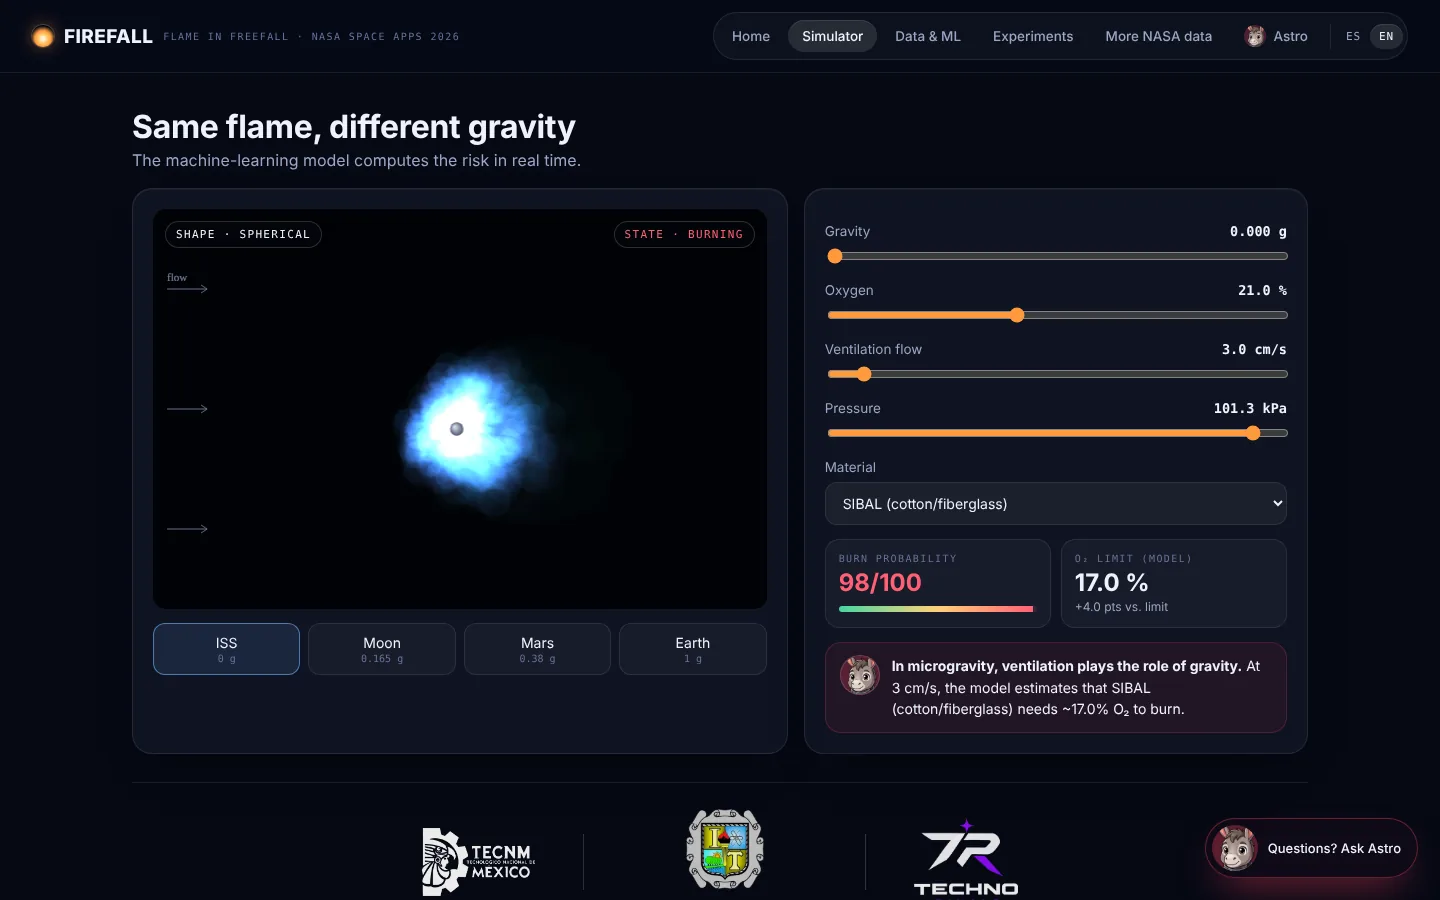 FIREFALL FLAME IN FREEFALL · NASA SPACE APPS 2026
Home Simulator Data & ML Experiments More NASA data Astro ES EN
Same flame, different gravity
The machine-learning model computes the risk in real time.
SHAPE · SPHERICAL
STATE · BURNING
flow
ISS
0 g
Moon
0.165 g
Mars
0.38 g
Earth
1 g
Gravity 0.000 g
Oxygen 21.0 %
Ventilation flow 3.0 cm/s
Pressure 101.3 kPa
Material
SIBAL (cotton/fiberglass)
BURN PROBABILITY
98/100
O₂ LIMIT (MODEL)
17.0 %
+4.0 pts vs. limit
In microgravity, ventilation plays the role of gravity. At
3 cm/s, the model estimates that SIBAL
(cotton/fiberglass) needs ~17.0% O₂ to burn.
TECNM
TECNOLÓGICO NACIONAL DE
MÉXICO
I T
TR
TECHNO
Questions? Ask Astro